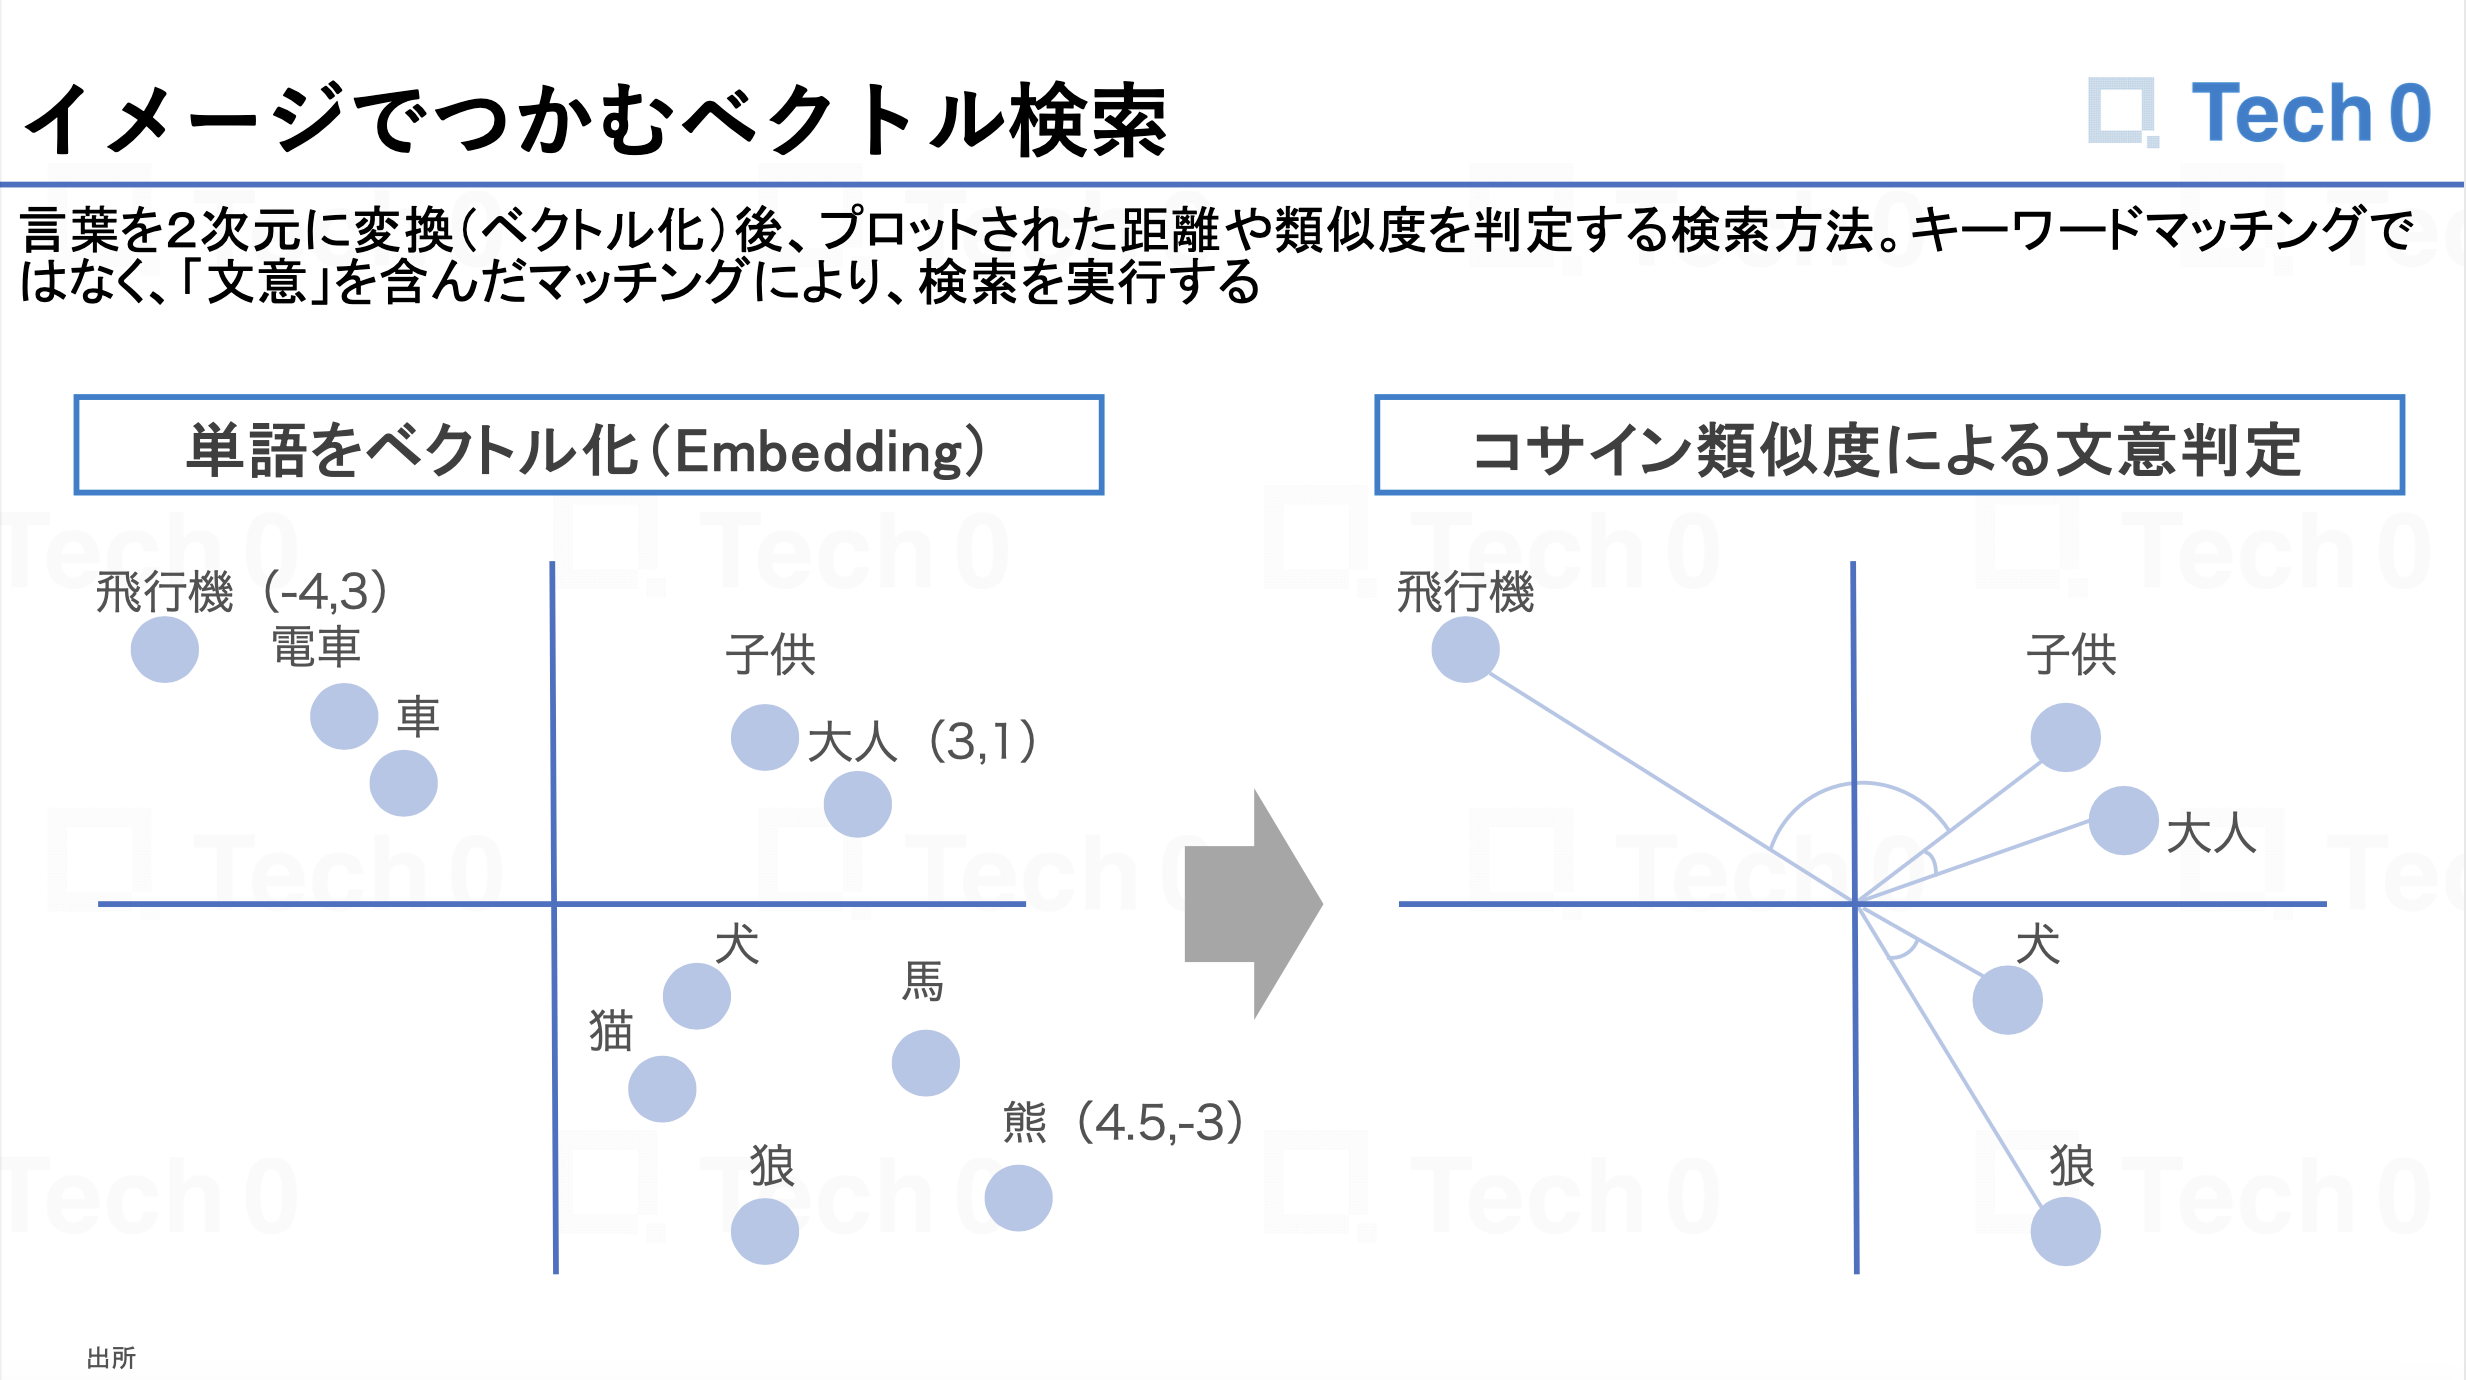 イメージでつかむベクトル検索
Tech 0
言葉を2次元に変換(ベクトル化)後、プロットされた距離や類似度を判定する検索方法。キーワードマッチングで
はなく、「文意」を含んだマッチングにより、検索を実行する
単語をベクトル化(Embedding)
飛行機（-4,3）
電車
車
子供
大人（3,1）
犬
猫
馬
狼
熊（4.5,-3）
コサイン類似度による文意判定
飛行機
子供
大人
犬
狼
出所